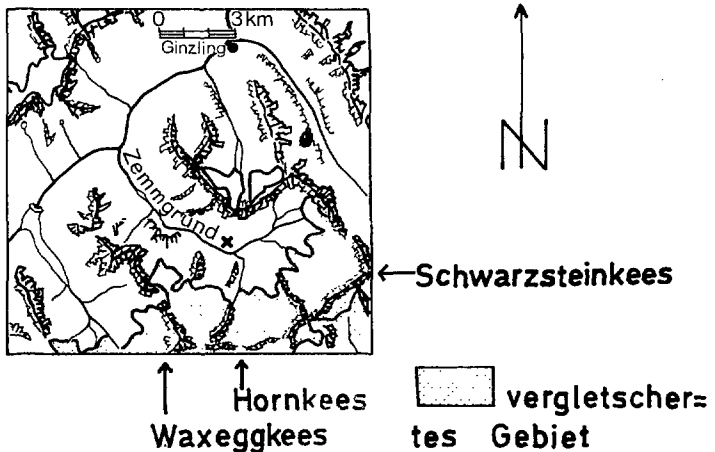 0 3km
Ginzling
N
Zemmgrund
x
←Schwarzsteinkees
Hornkees
Waxeggkees
vergletscher=
tes Gebiet